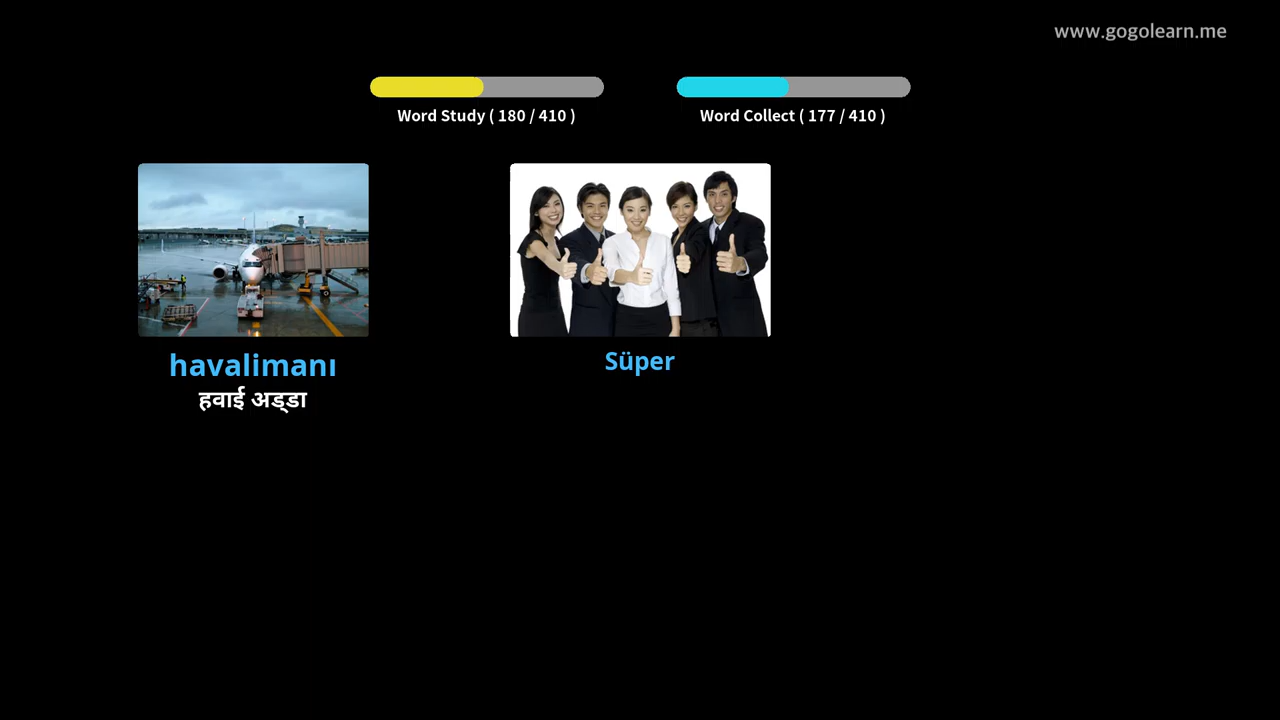 www.gogolearn.me
Word Study ( 180 / 410 )
Word Collect ( 177 / 410 )
havalimanı
हवाई अड्डा
Süper